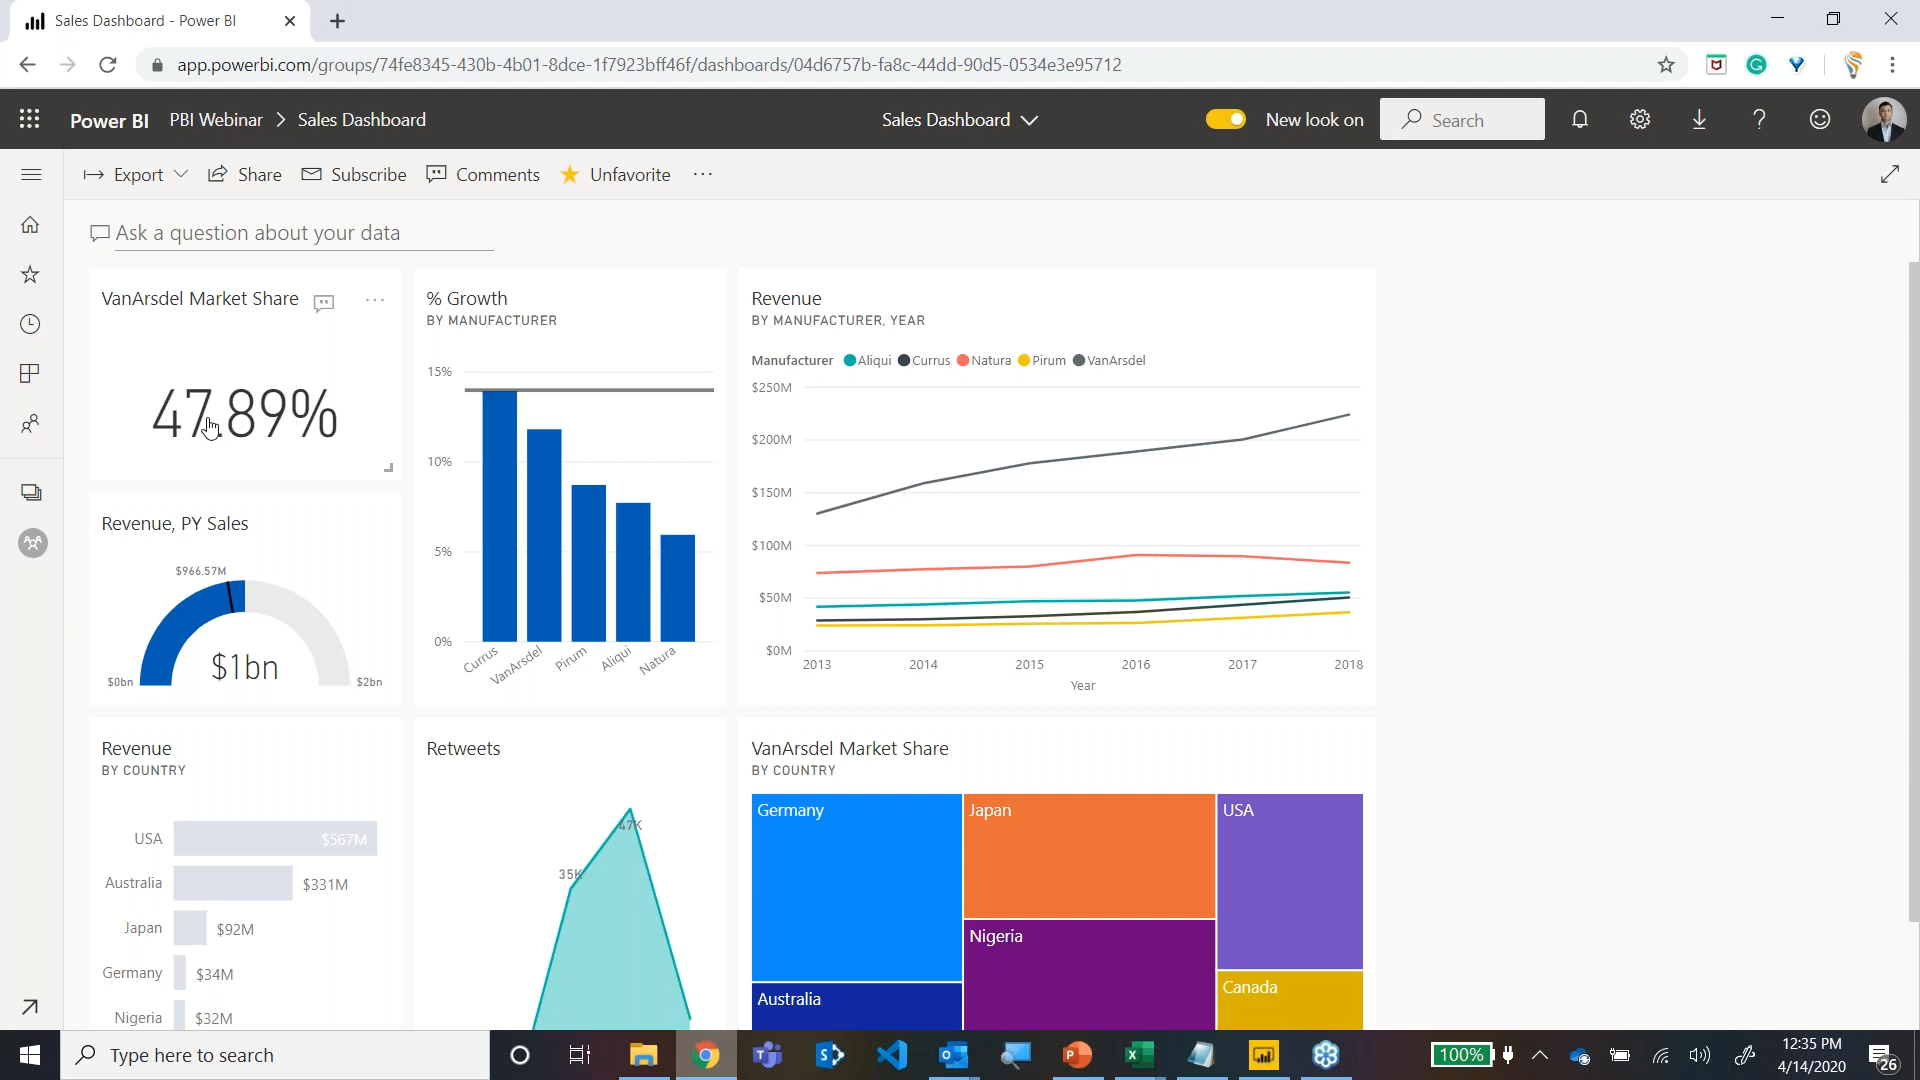 Sales Dashboard - Power BI
app.powerbi.com/groups/74fe8345-430b-4b01-8dce-1f7923bff46f/dashboards/04d6757b-fa8c-44dd-90d5-0534e3e95712
Power BI PBI Webinar > Sales Dashboard
Sales Dashboard
New look on
Search
Export
Share
Subscribe
Comments
Unfavorite
Ask a question about your data
VanArsdel Market Share
47.89%
% Growth
BY MANUFACTURER
15%
10%
5%
0%
Currus
VanArsdel
Pirum
Aliqui
Natura
Revenue
BY MANUFACTURER, YEAR
Manufacturer Aliqui Currus Natura Pirum VanArsdel
$250M
$200M
$150M
$100M
$50M
$0M
2013 2014 2015 2016 2017 2018
Year
Revenue, PY Sales
$966.57M
$1bn
$0bn
$2bn
Revenue
BY COUNTRY
USA $567M
Australia $331M
Japan $92M
Germany $34M
Nigeria $32M
Retweets
47K
35K
VanArsdel Market Share
BY COUNTRY
Germany
Japan
USA
Nigeria
Canada
Australia
Type here to search
100%
12:35 PM
4/14/2020
26